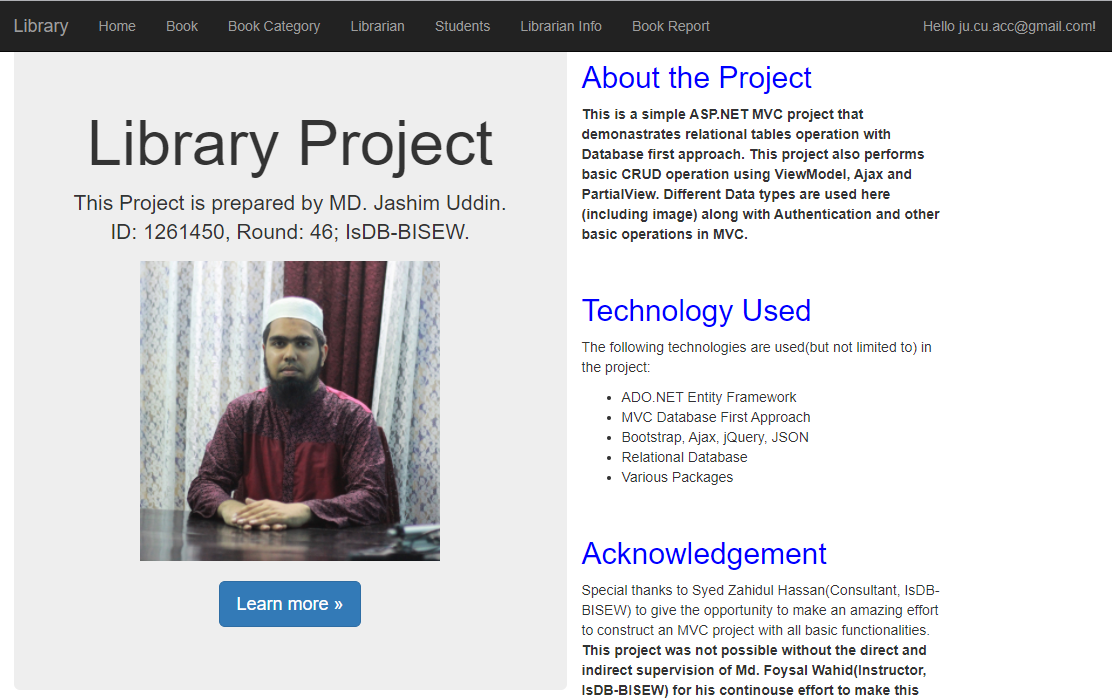 Library Home Book Book Category Librarian Students Librarian Info Book Report Hello ju.cu.acc@gmail.com!
Library Project
This Project is prepared by MD. Jashim Uddin.
ID: 1261450, Round: 46; IsDB-BISEW.
Learn more »
About the Project
This is a simple ASP.NET MVC project that
demonastrates relational tables operation with
Database first approach. This project also performs
basic CRUD operation using ViewModel, Ajax and
PartialView. Different Data types are used here
(including image) along with Authentication and other
basic operations in MVC.
Technology Used
The following technologies are used(but not limited to) in
the project:
• ADO.NET Entity Framework
• MVC Database First Approach
• Bootstrap, Ajax, jQuery, JSON
• Relational Database
• Various Packages
Acknowledgement
Special thanks to Syed Zahidul Hassan(Consultant, IsDB-
BISEW) to give the opportunity to make an amazing effort
to construct an MVC project with all basic functionalities.
This project was not possible without the direct and
indirect supervision of Md. Foysal Wahid(Instructor,
IsDB-BISEW) for his continouse effort to make this